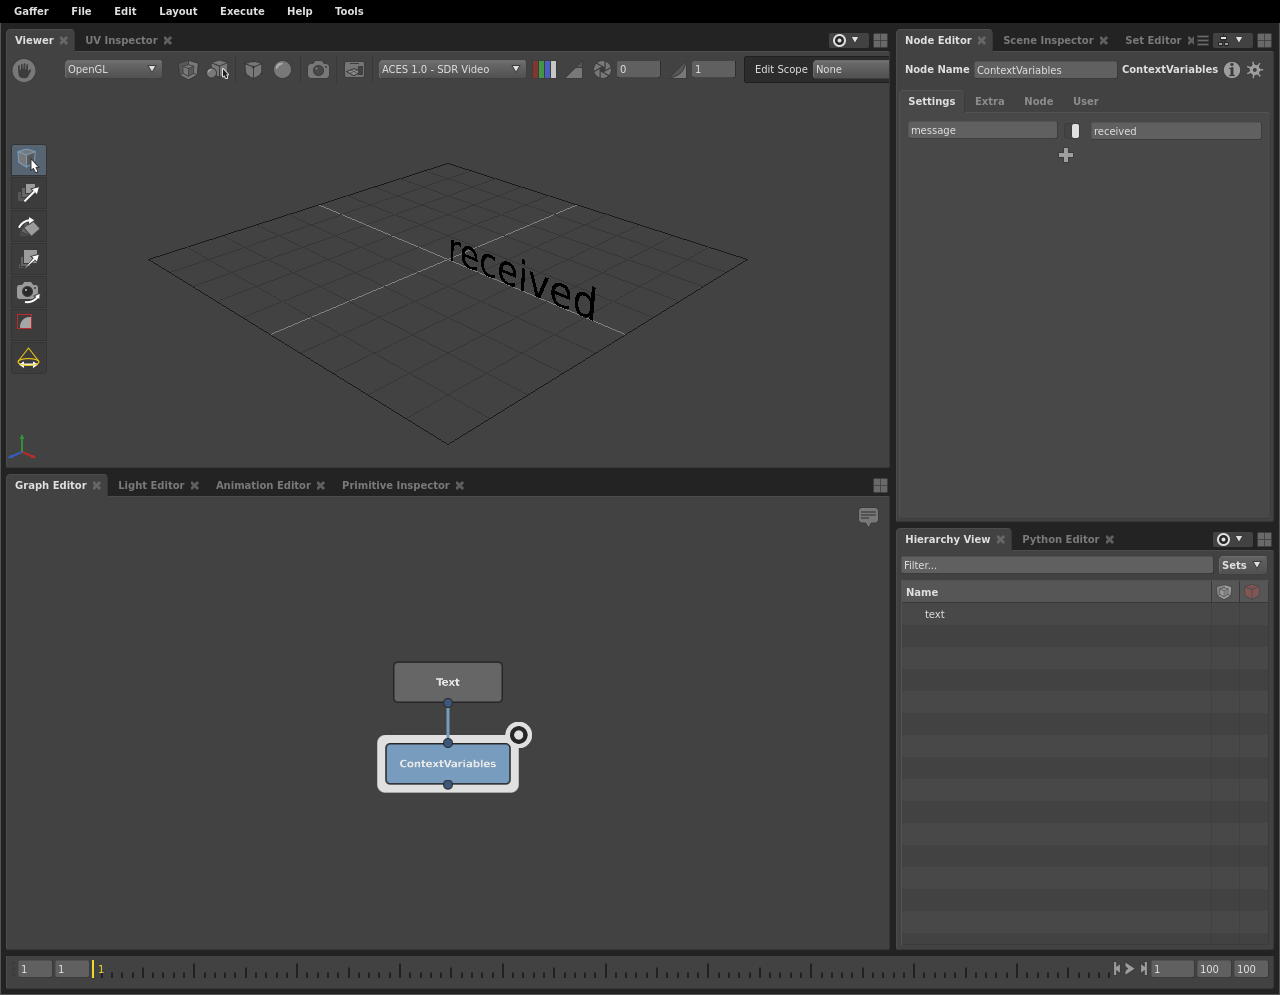 Gaffer File Edit Layout Execute Help Tools
Viewer UV Inspector
OpenGL ACES 1.0 - SDR Video 0 1 Edit Scope None
received
Node Editor Scene Inspector Set Editor
Node Name ContextVariables ContextVariables
Settings Extra Node User
message received
Graph Editor Light Editor Animation Editor Primitive Inspector
Text
ContextVariables
Hierarchy View Python Editor
Filter... Sets
Name
text
1 1 1 1 100 100